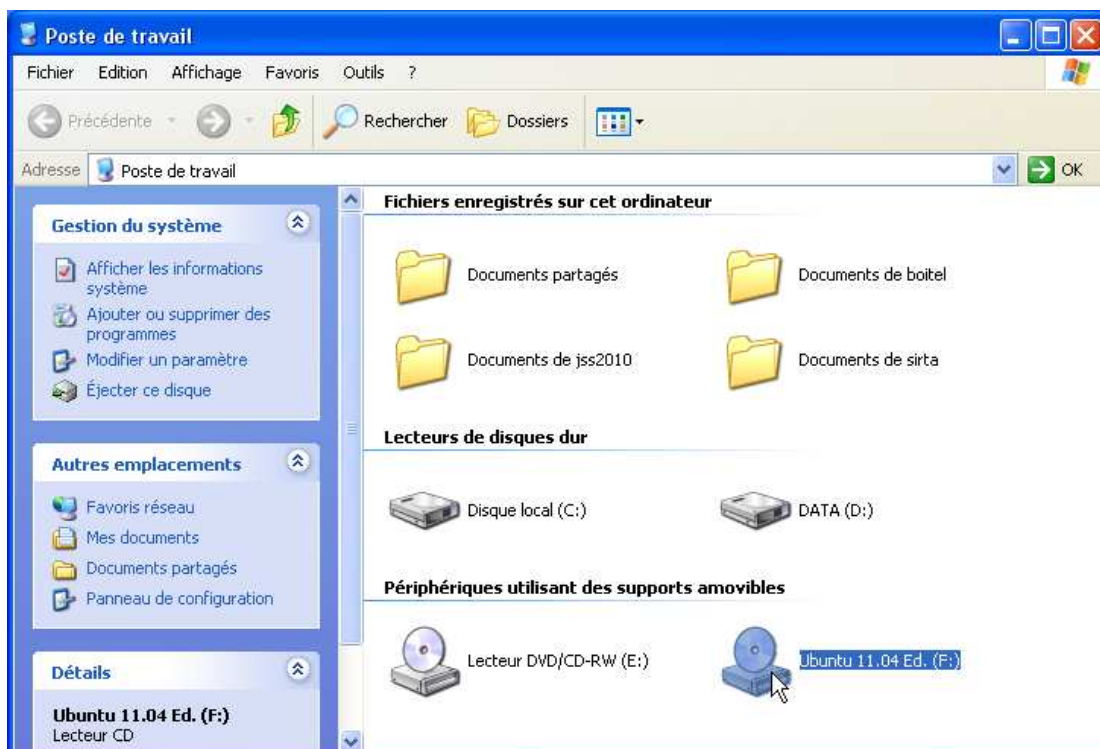 Poste de travail
Fichier Edition Affichage Favoris Outils ?
Précédente Rechercher Dossiers
Adresse Poste de travail OK
Gestion du système
Afficher les informations
système
Ajouter ou supprimer des
programmes
Modifier un paramètre
Éjecter ce disque
Autres emplacements
Favoris réseau
Mes documents
Documents partagés
Panneau de configuration
Détails
Ubuntu 11.04 Ed. (F:)
Lecteur CD
Fichiers enregistrés sur cet ordinateur
Documents partagés Documents de boitel
Documents de jss2010 Documents de sirta
Lecteurs de disques dur
Disque local (C:) DATA (D:)
Périphériques utilisant des supports amovibles
Lecteur DVD/CD-RW (E:) Ubuntu 11.04 Ed. (F:)